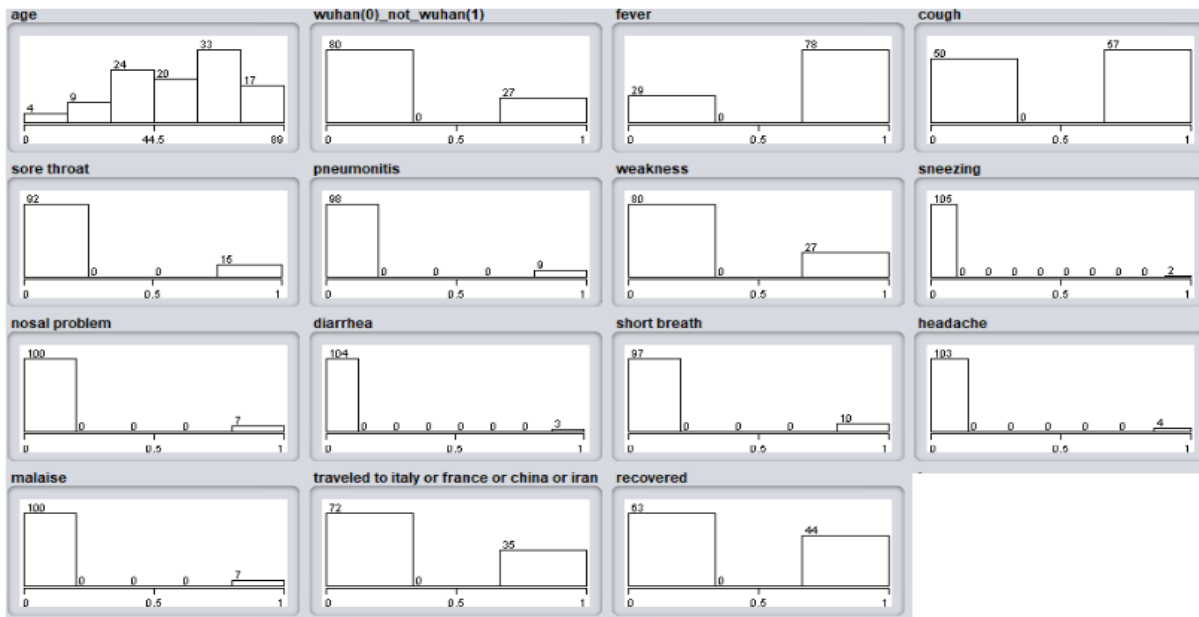 age
4 9 24 20 33 17
0 44.5 89
wuhan(0)_not_wuhan(1)
80 0 27
0 0.5 1
fever
29 0 78
0 0.5 1
cough
50 0 57
0 0.5 1
sore throat
92 0 0 15
0 0.5 1
pneumonitis
98 0 0 0 9
0 0.5 1
weakness
80 0 27
0 0.5 1
sneezing
105 0 0 0 0 0 0 0 0 2
0 0.5 1
nosal problem
100 0 0 0 7
0 0.5 1
diarrhea
104 0 0 0 0 0 0 3
0 0.5 1
short breath
97 0 0 0 10
0 0.5 1
headache
103 0 0 0 0 0 4
0 0.5 1
malaise
100 0 0 0 7
0 0.5 1
traveled to italy or france or china or iran
72 0 35
0 0.5 1
recovered
63 0 44
0 0.5 1